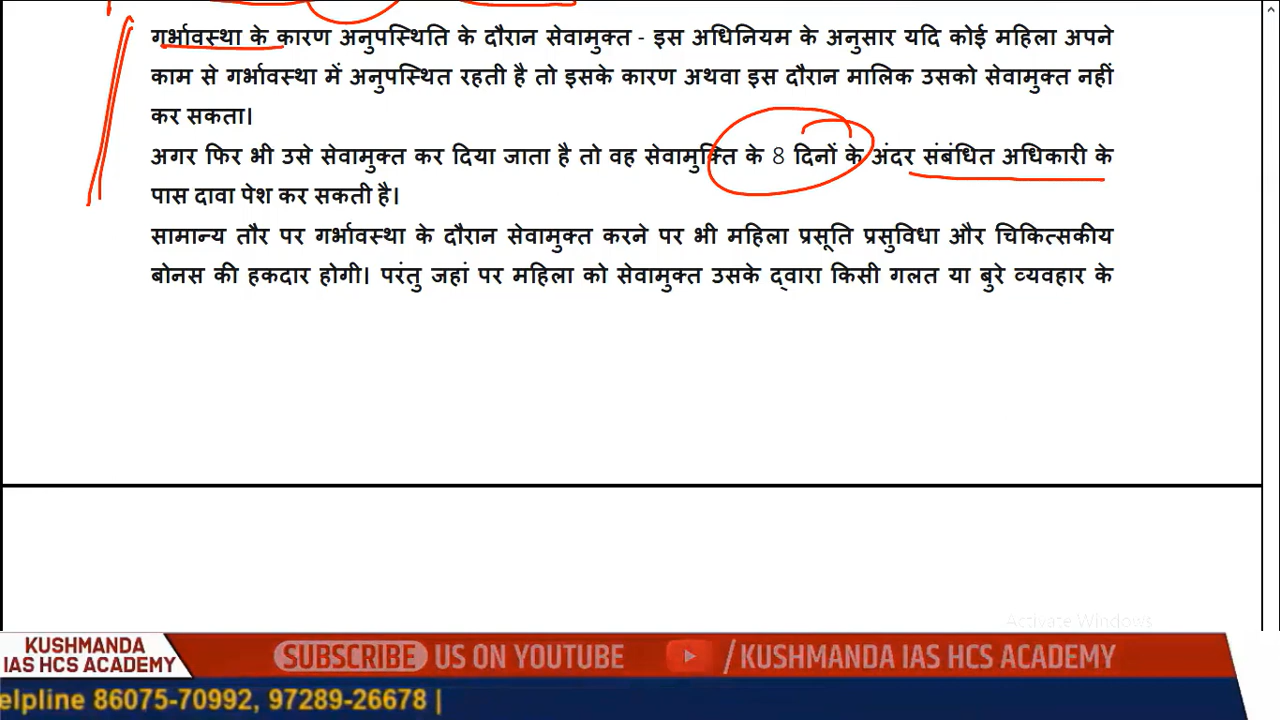 गर्भावस्था के कारण अनुपस्थिति के दौरान सेवामुक्त - इस अधिनियम के अनुसार यदि कोई महिला अपने
काम से गर्भावस्था में अनुपस्थित रहती है तो इसके कारण अथवा इस दौरान मालिक उसको सेवामुक्त नहीं
कर सकता।
अगर फिर भी उसे सेवामुक्त कर दिया जाता है तो वह सेवामुक्ति के 8 दिनों के अंदर संबंधित अधिकारी के
पास दावा पेश कर सकती है।
सामान्य तौर पर गर्भावस्था के दौरान सेवामुक्त करने पर भी महिला प्रसूति प्रसुविधा और चिकित्सकीय
बोनस की हकदार होगी। परंतु जहां पर महिला को सेवामुक्त उसके द्वारा किसी गलत या बुरे व्यवहार के
Activate Windows
KUSHMANDA
IAS HCS ACADEMY
SUBSCRIBE US ON YOUTUBE /KUSHMANDA IAS HCS ACADEMY
elpline 86075-70992, 97289-26678 |